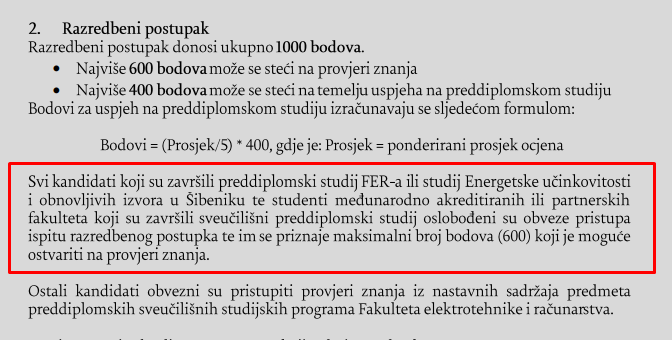 2. Razredbeni postupak
Razredbeni postupak donosi ukupno 1000 bodova.
• Najviše 600 bodova može se steći na provjeri znanja
• Najviše 400 bodova može se steći na temelju uspjeha na preddiplomskom studiju
Bodovi za uspjeh na preddiplomskom studiju izračunavaju se sljedećom formulom:
Bodovi = (Prosjek/5) * 400, gdje je: Prosjek = ponderirani prosjek ocjena
Svi kandidati koji su završili preddiplomski studij FER-a ili studij Energetske učinkovitosti
i obnovljivih izvora u Šibeniku te studenti međunarodno akreditiranih ili partnerskih
fakulteta koji su završili sveučilišni preddiplomski studij oslobođeni su obveze pristupa
ispitu razredbenog postupka te im se priznaje maksimalni broj bodova (600) koji je moguće
ostvariti na provjeri znanja.
Ostali kandidati obvezni su pristupiti provjeri znanja iz nastavnih sadržaja predmeta
preddiplomskih sveučilišnih studijskih programa Fakulteta elektrotehnike i računarstva.